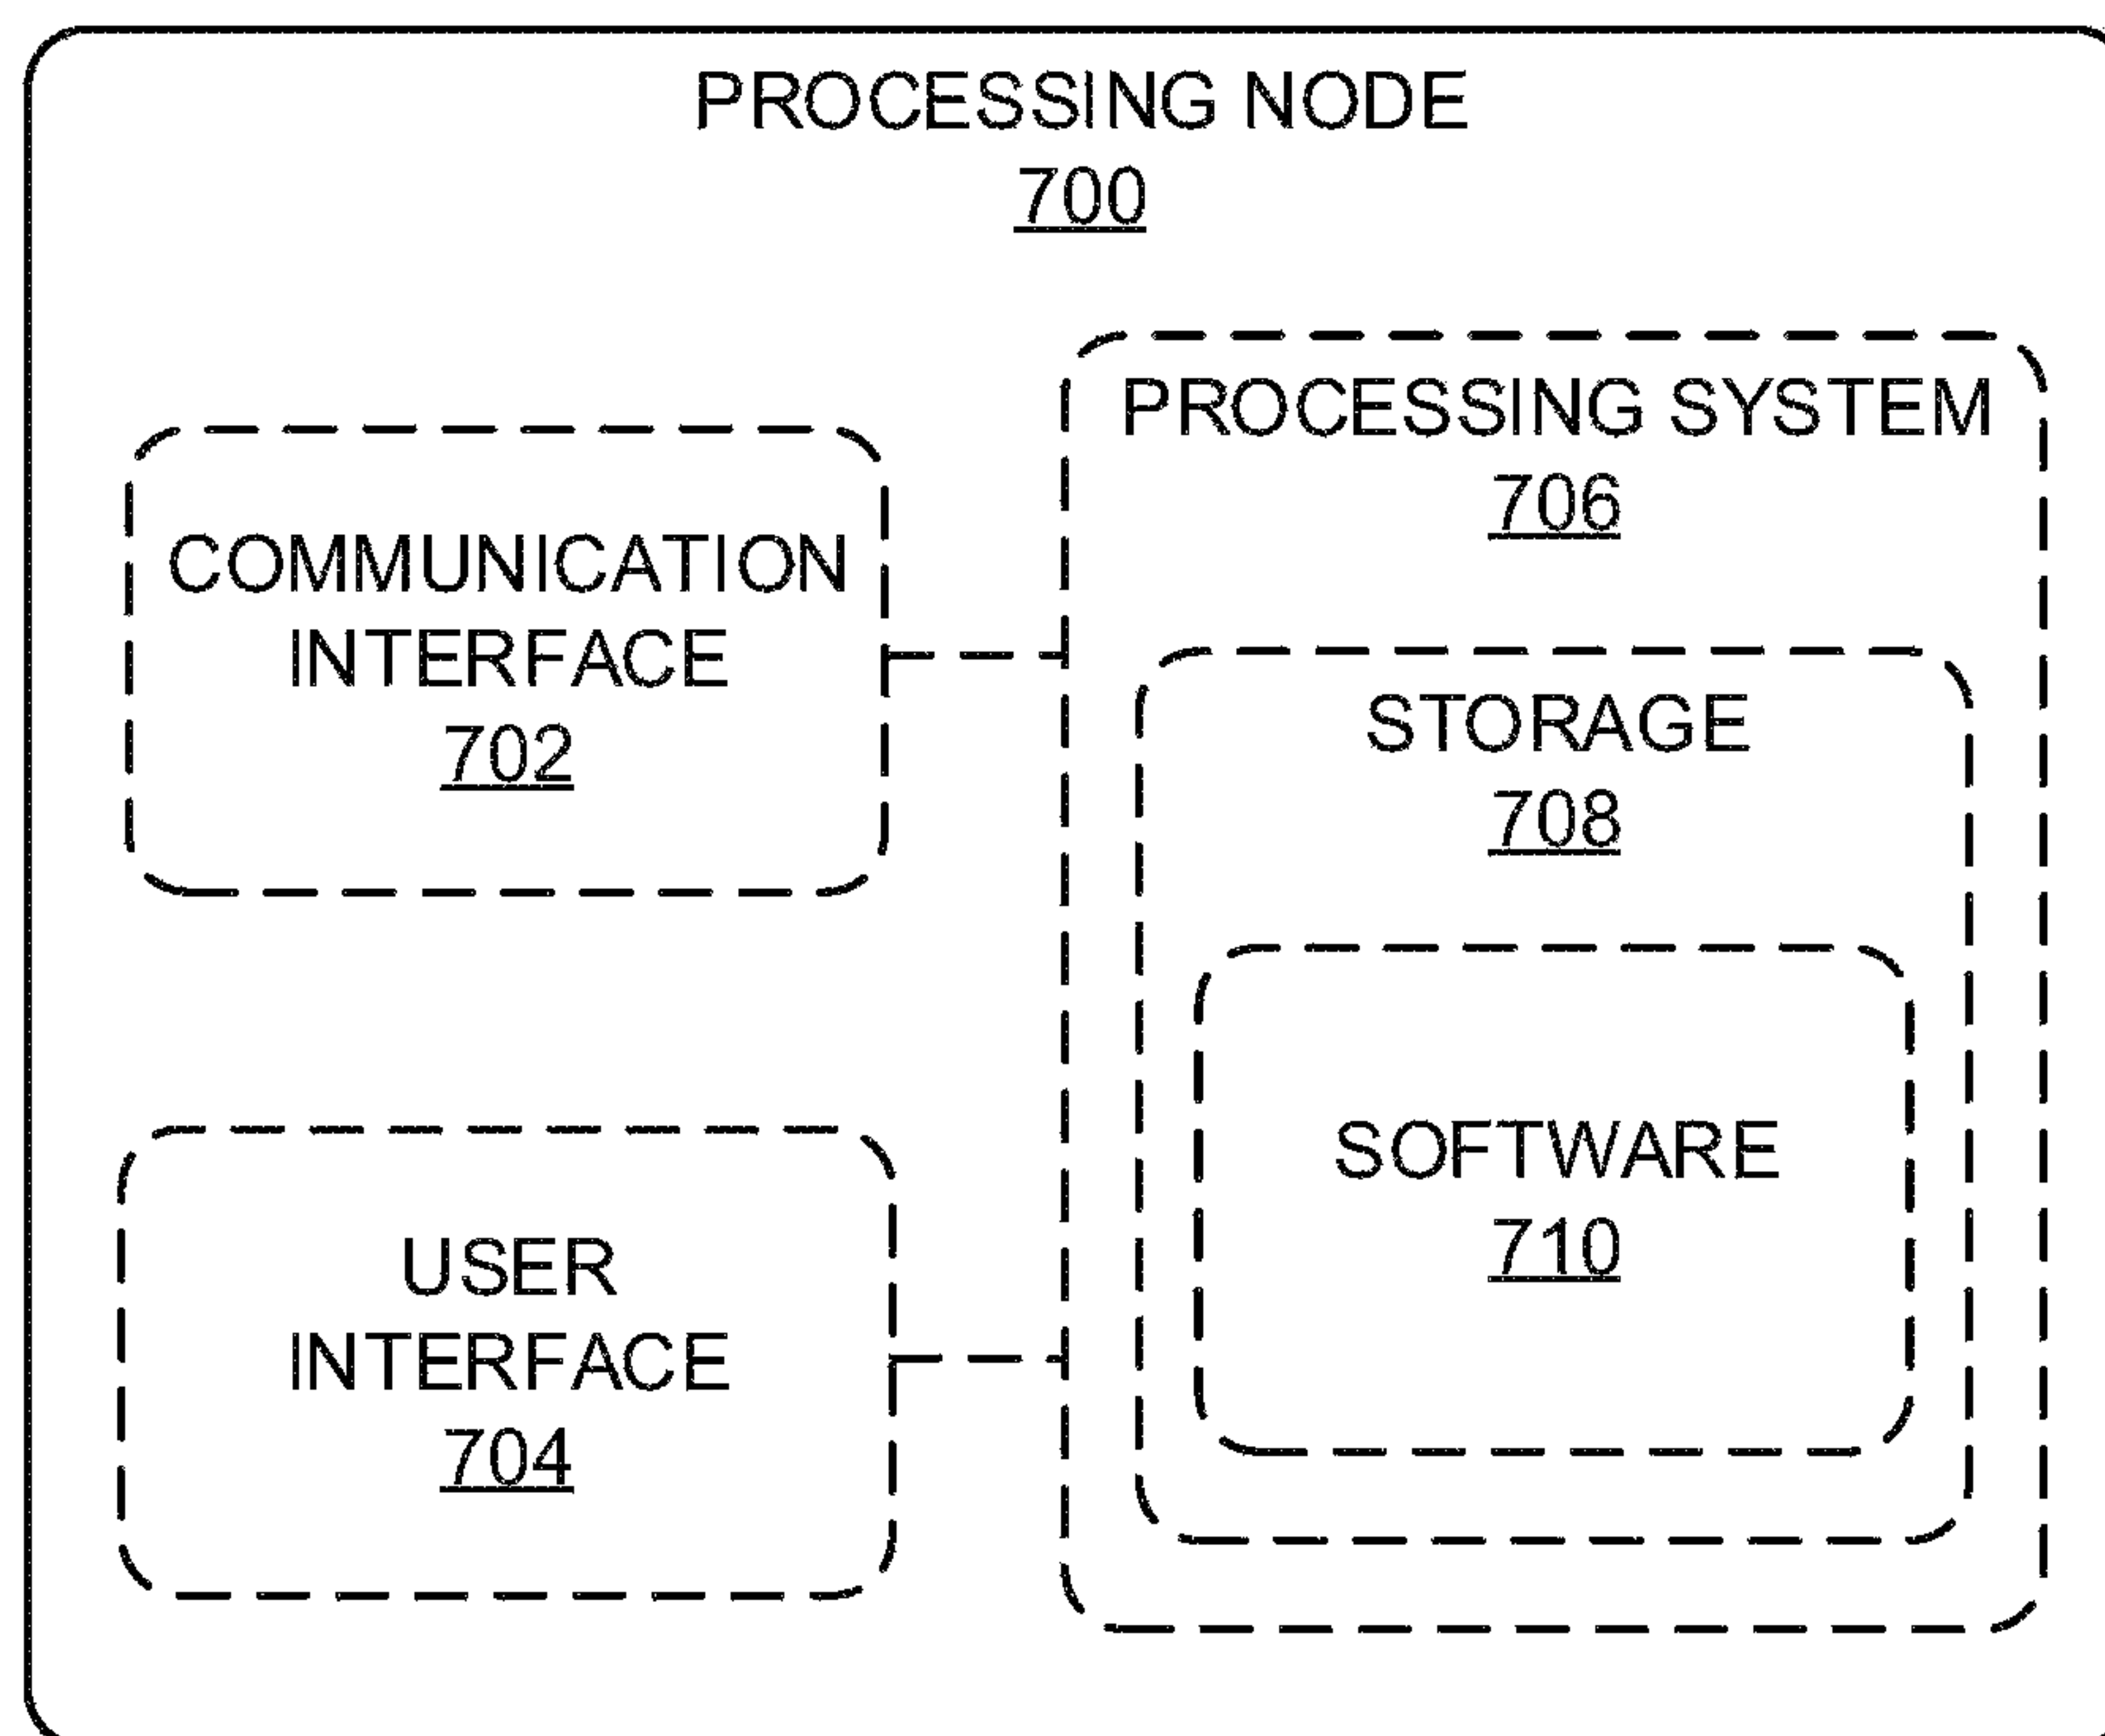 PROCESSING NODE
700
PROCESSING SYSTEM
706
COMMUNICATION
INTERFACE
702
STORAGE
708
SOFTWARE
710
USER
INTERFACE
704